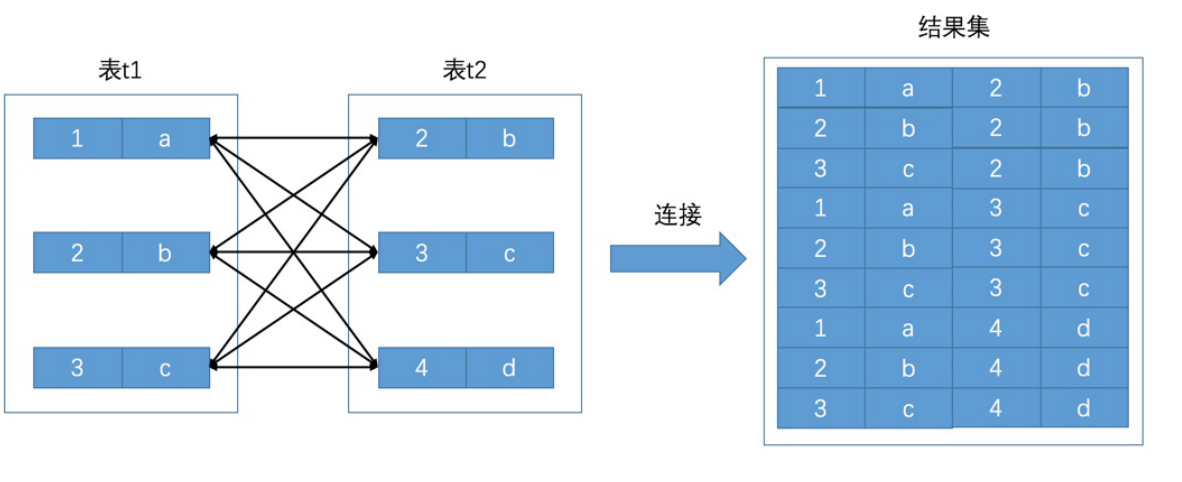 结果集
表t1
表t2
1 a
2 b
3 c
2 b
3 c
4 d
连接
1 a 2 b
2 b 2 b
3 c 2 b
1 a 3 c
2 b 3 c
3 c 3 c
1 a 4 d
2 b 4 d
3 c 4 d